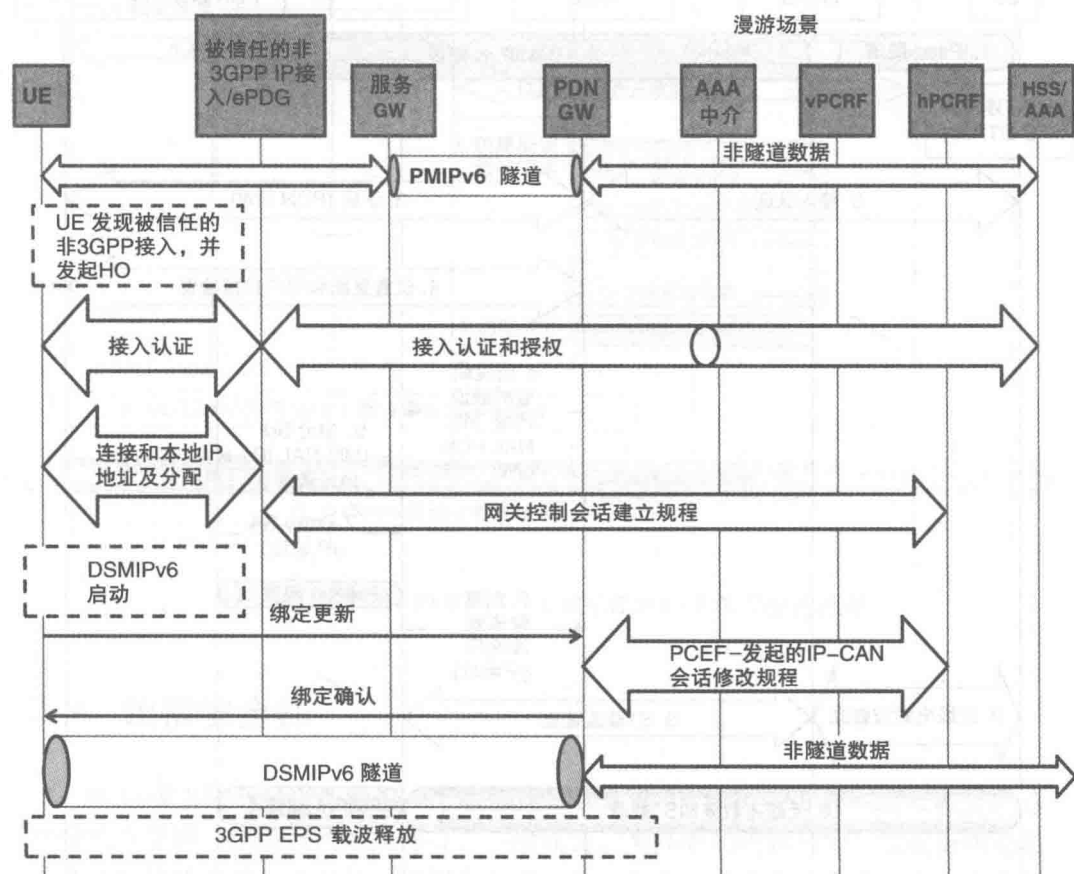 漫游场景
UE
被信任的非
3GPP IP接
入/ePDG
服务
GW
PDN
GW
AAA
中介
vPCRF
hPCRF
HSS/
AAA
PMIPv6 隧道
非隧道数据
UE 发现被信任的
非3GPP接入，并
发起HO
接入认证
接入认证和授权
连接和本地IP
地址及分配
网关控制会话建立规程
DSMIPv6
启动
绑定更新
PCEF–发起的IP–CAN
会话修改规程
绑定确认
DSMIPv6 隧道
非隧道数据
3GPP EPS 载波释放